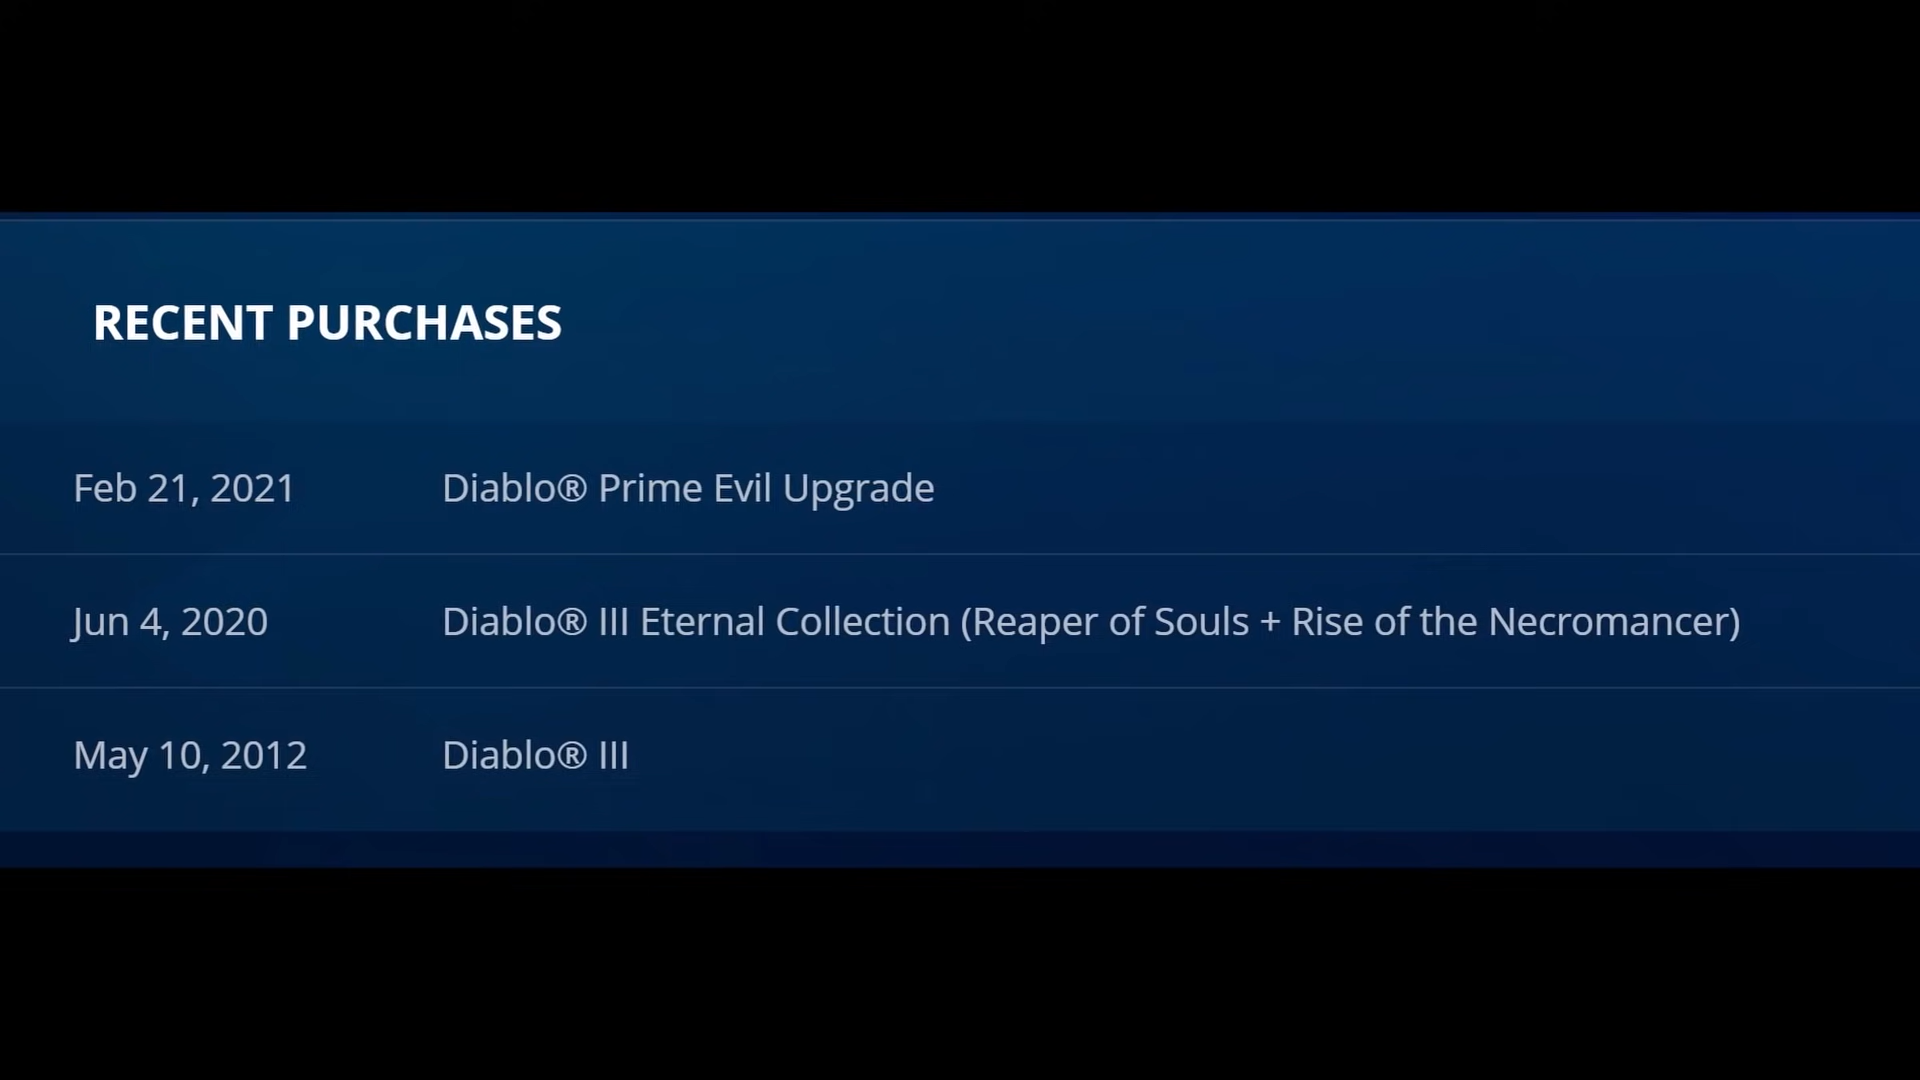 RECENT PURCHASES
Feb 21, 2021 Diablo® Prime Evil Upgrade
Jun 4, 2020 Diablo® III Eternal Collection (Reaper of Souls + Rise of the Necromancer)
May 10, 2012 Diablo® III